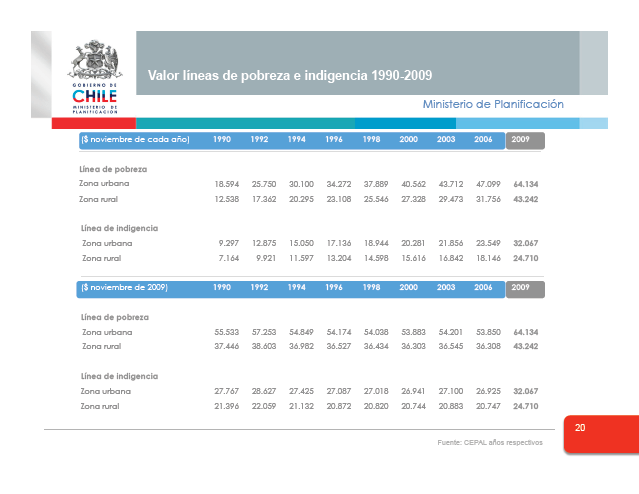 GOBIERNO DE
CHILE
MINISTERIO DE
PLANIFICACIÓN
Valor líneas de pobreza e indigencia 1990-2009
Ministerio de Planificación
($ noviembre de cada año) 1990 1992 1994 1996 1998 2000 2003 2006 2009
Línea de pobreza
Zona urbana 18.594 25.750 30.100 34.272 37.889 40.562 43.712 47.099 64.134
Zona rural 12.538 17.362 20.295 23.108 25.546 27.328 29.473 31.756 43.242
Línea de indigencia
Zona urbana 9.297 12.875 15.050 17.136 18.944 20.281 21.856 23.549 32.067
Zona rural 7.164 9.921 11.597 13.204 14.598 15.616 16.842 18.146 24.710
($ noviembre de 2009) 1990 1992 1994 1996 1998 2000 2003 2006 2009
Línea de pobreza
Zona urbana 55.533 57.253 54.849 54.174 54.038 53.883 54.201 53.850 64.134
Zona rural 37.446 38.603 36.982 36.527 36.434 36.303 36.545 36.308 43.242
Línea de indigencia
Zona urbana 27.767 28.627 27.425 27.087 27.018 26.941 27.100 26.925 32.067
Zona rural 21.396 22.059 21.132 20.872 20.820 20.744 20.883 20.747 24.710
20
Fuente: CEPAL años respectivos